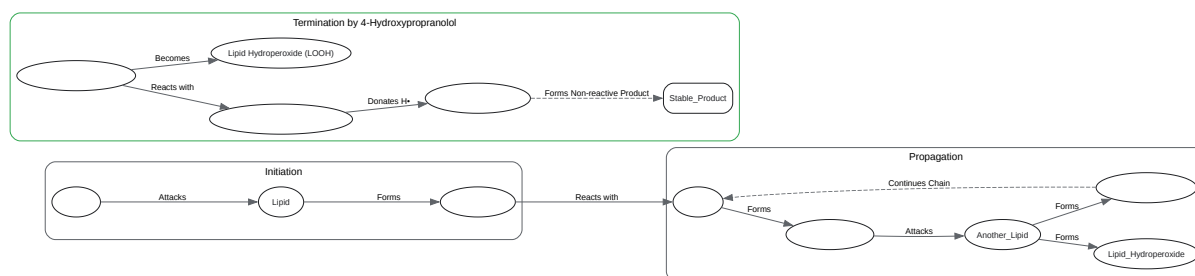 Termination by 4-Hydroxypropranolol
Becomes
Lipid Hydroperoxide (LOOH)
Reacts with
Donates H•
Forms Non-reactive Product
Stable_Product
Initiation
Attacks
Lipid
Forms
Reacts with
Propagation
Continues Chain
Forms
Attacks
Another_Lipid
Forms
Forms
Lipid_Hydroperoxide